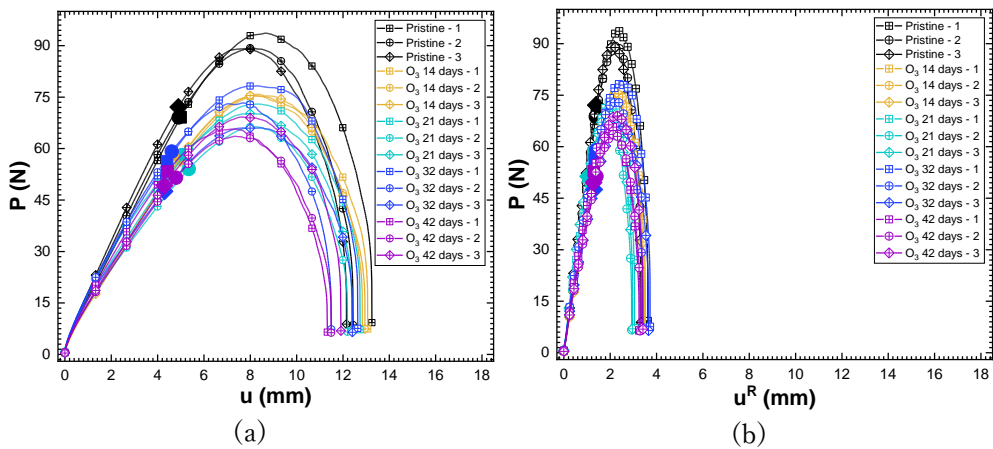 90
75
60
45
30
15
0
P (N)
0 2 4 6 8 10 12 14 16 18
u (mm)
Pristine - 1
Pristine - 2
Pristine - 3
O₃ 14 days - 1
O₃ 14 days - 2
O₃ 14 days - 3
O₃ 21 days - 1
O₃ 21 days - 2
O₃ 21 days - 3
O₃ 32 days - 1
O₃ 32 days - 2
O₃ 32 days - 3
O₃ 42 days - 1
O₃ 42 days - 2
O₃ 42 days - 3
(a)
90
75
60
45
30
15
0
P (N)
0 2 4 6 8 10 12 14 16 18
uᴿ (mm)
Pristine - 1
Pristine - 2
Pristine - 3
O₃ 14 days - 1
O₃ 14 days - 2
O₃ 14 days - 3
O₃ 21 days - 1
O₃ 21 days - 2
O₃ 21 days - 3
O₃ 32 days - 1
O₃ 32 days - 2
O₃ 32 days - 3
O₃ 42 days - 1
O₃ 42 days - 2
O₃ 42 days - 3
(b)